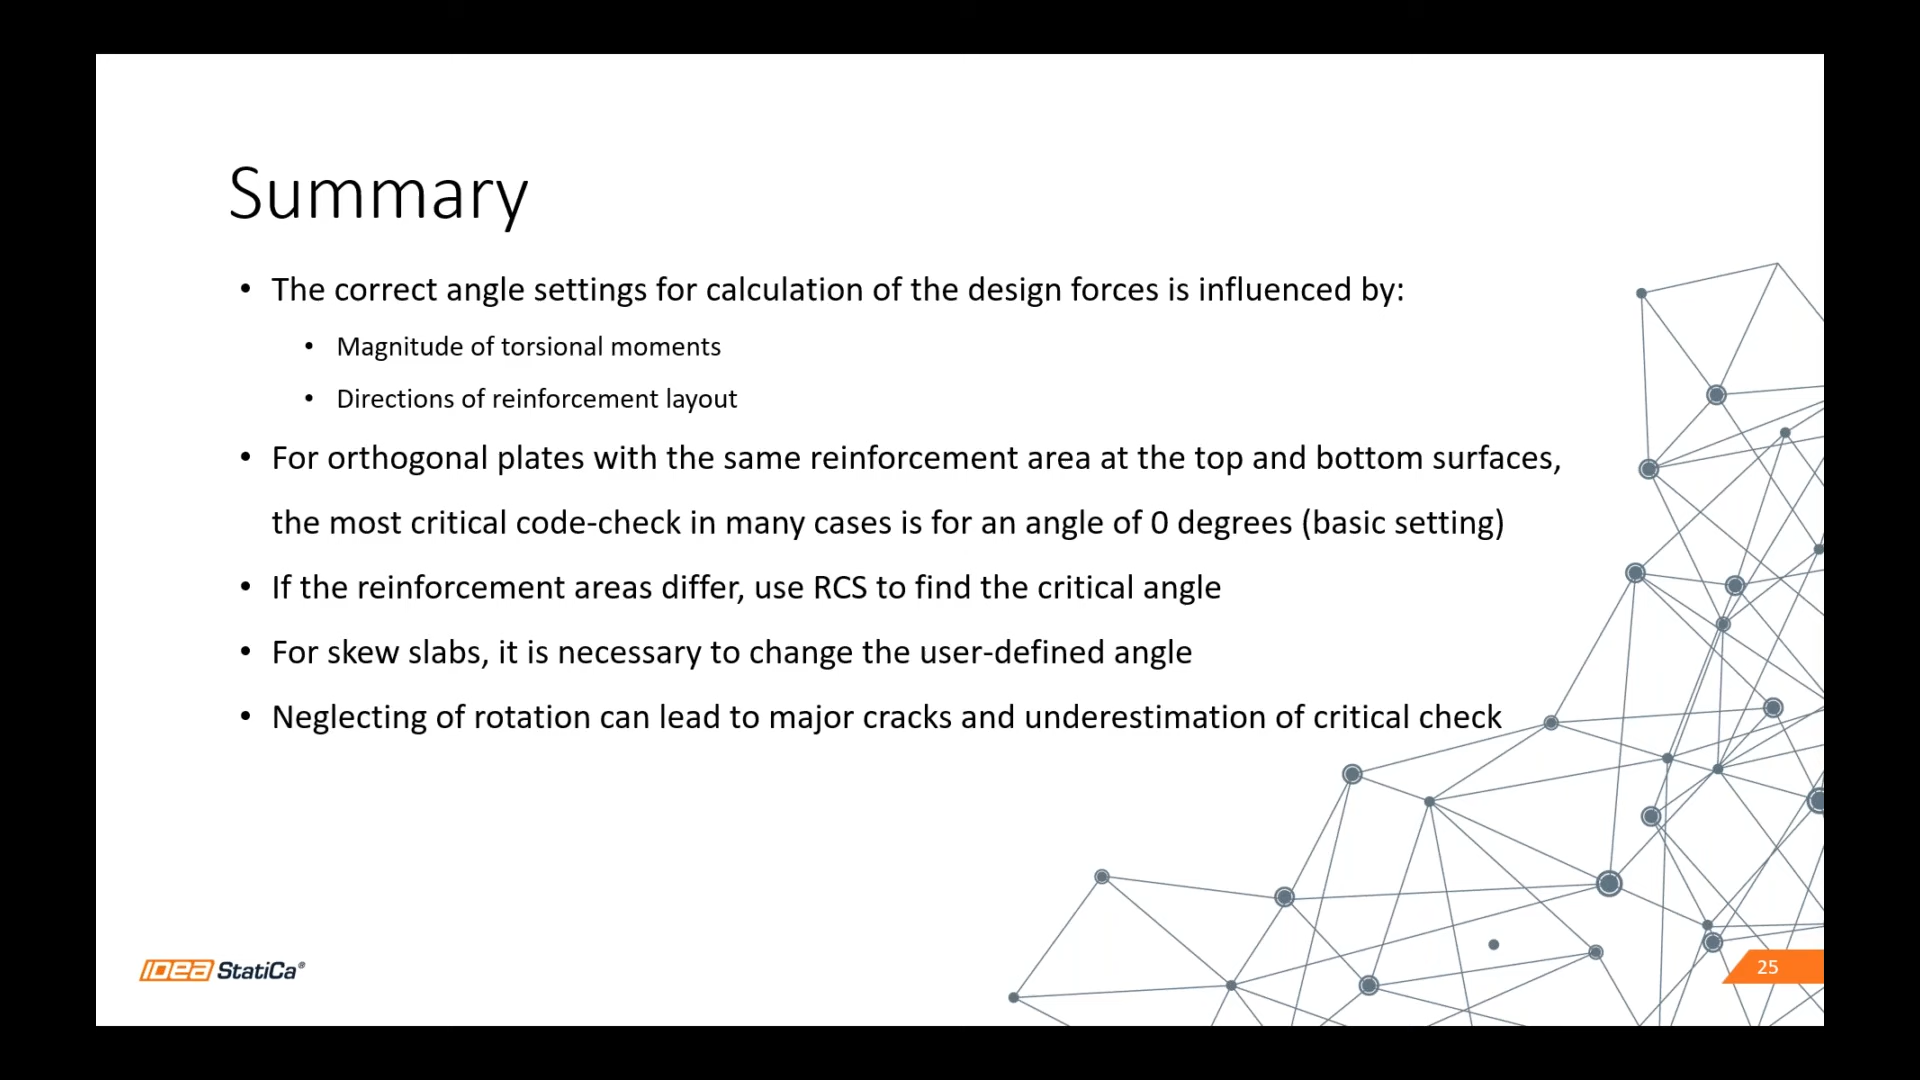 Summary
• The correct angle settings for calculation of the design forces is influenced by:
• Magnitude of torsional moments
• Directions of reinforcement layout
• For orthogonal plates with the same reinforcement area at the top and bottom surfaces,
the most critical code-check in many cases is for an angle of 0 degrees (basic setting)
• If the reinforcement areas differ, use RCS to find the critical angle
• For skew slabs, it is necessary to change the user-defined angle
• Neglecting of rotation can lead to major cracks and underestimation of critical check
IDEA StatiCa®
25